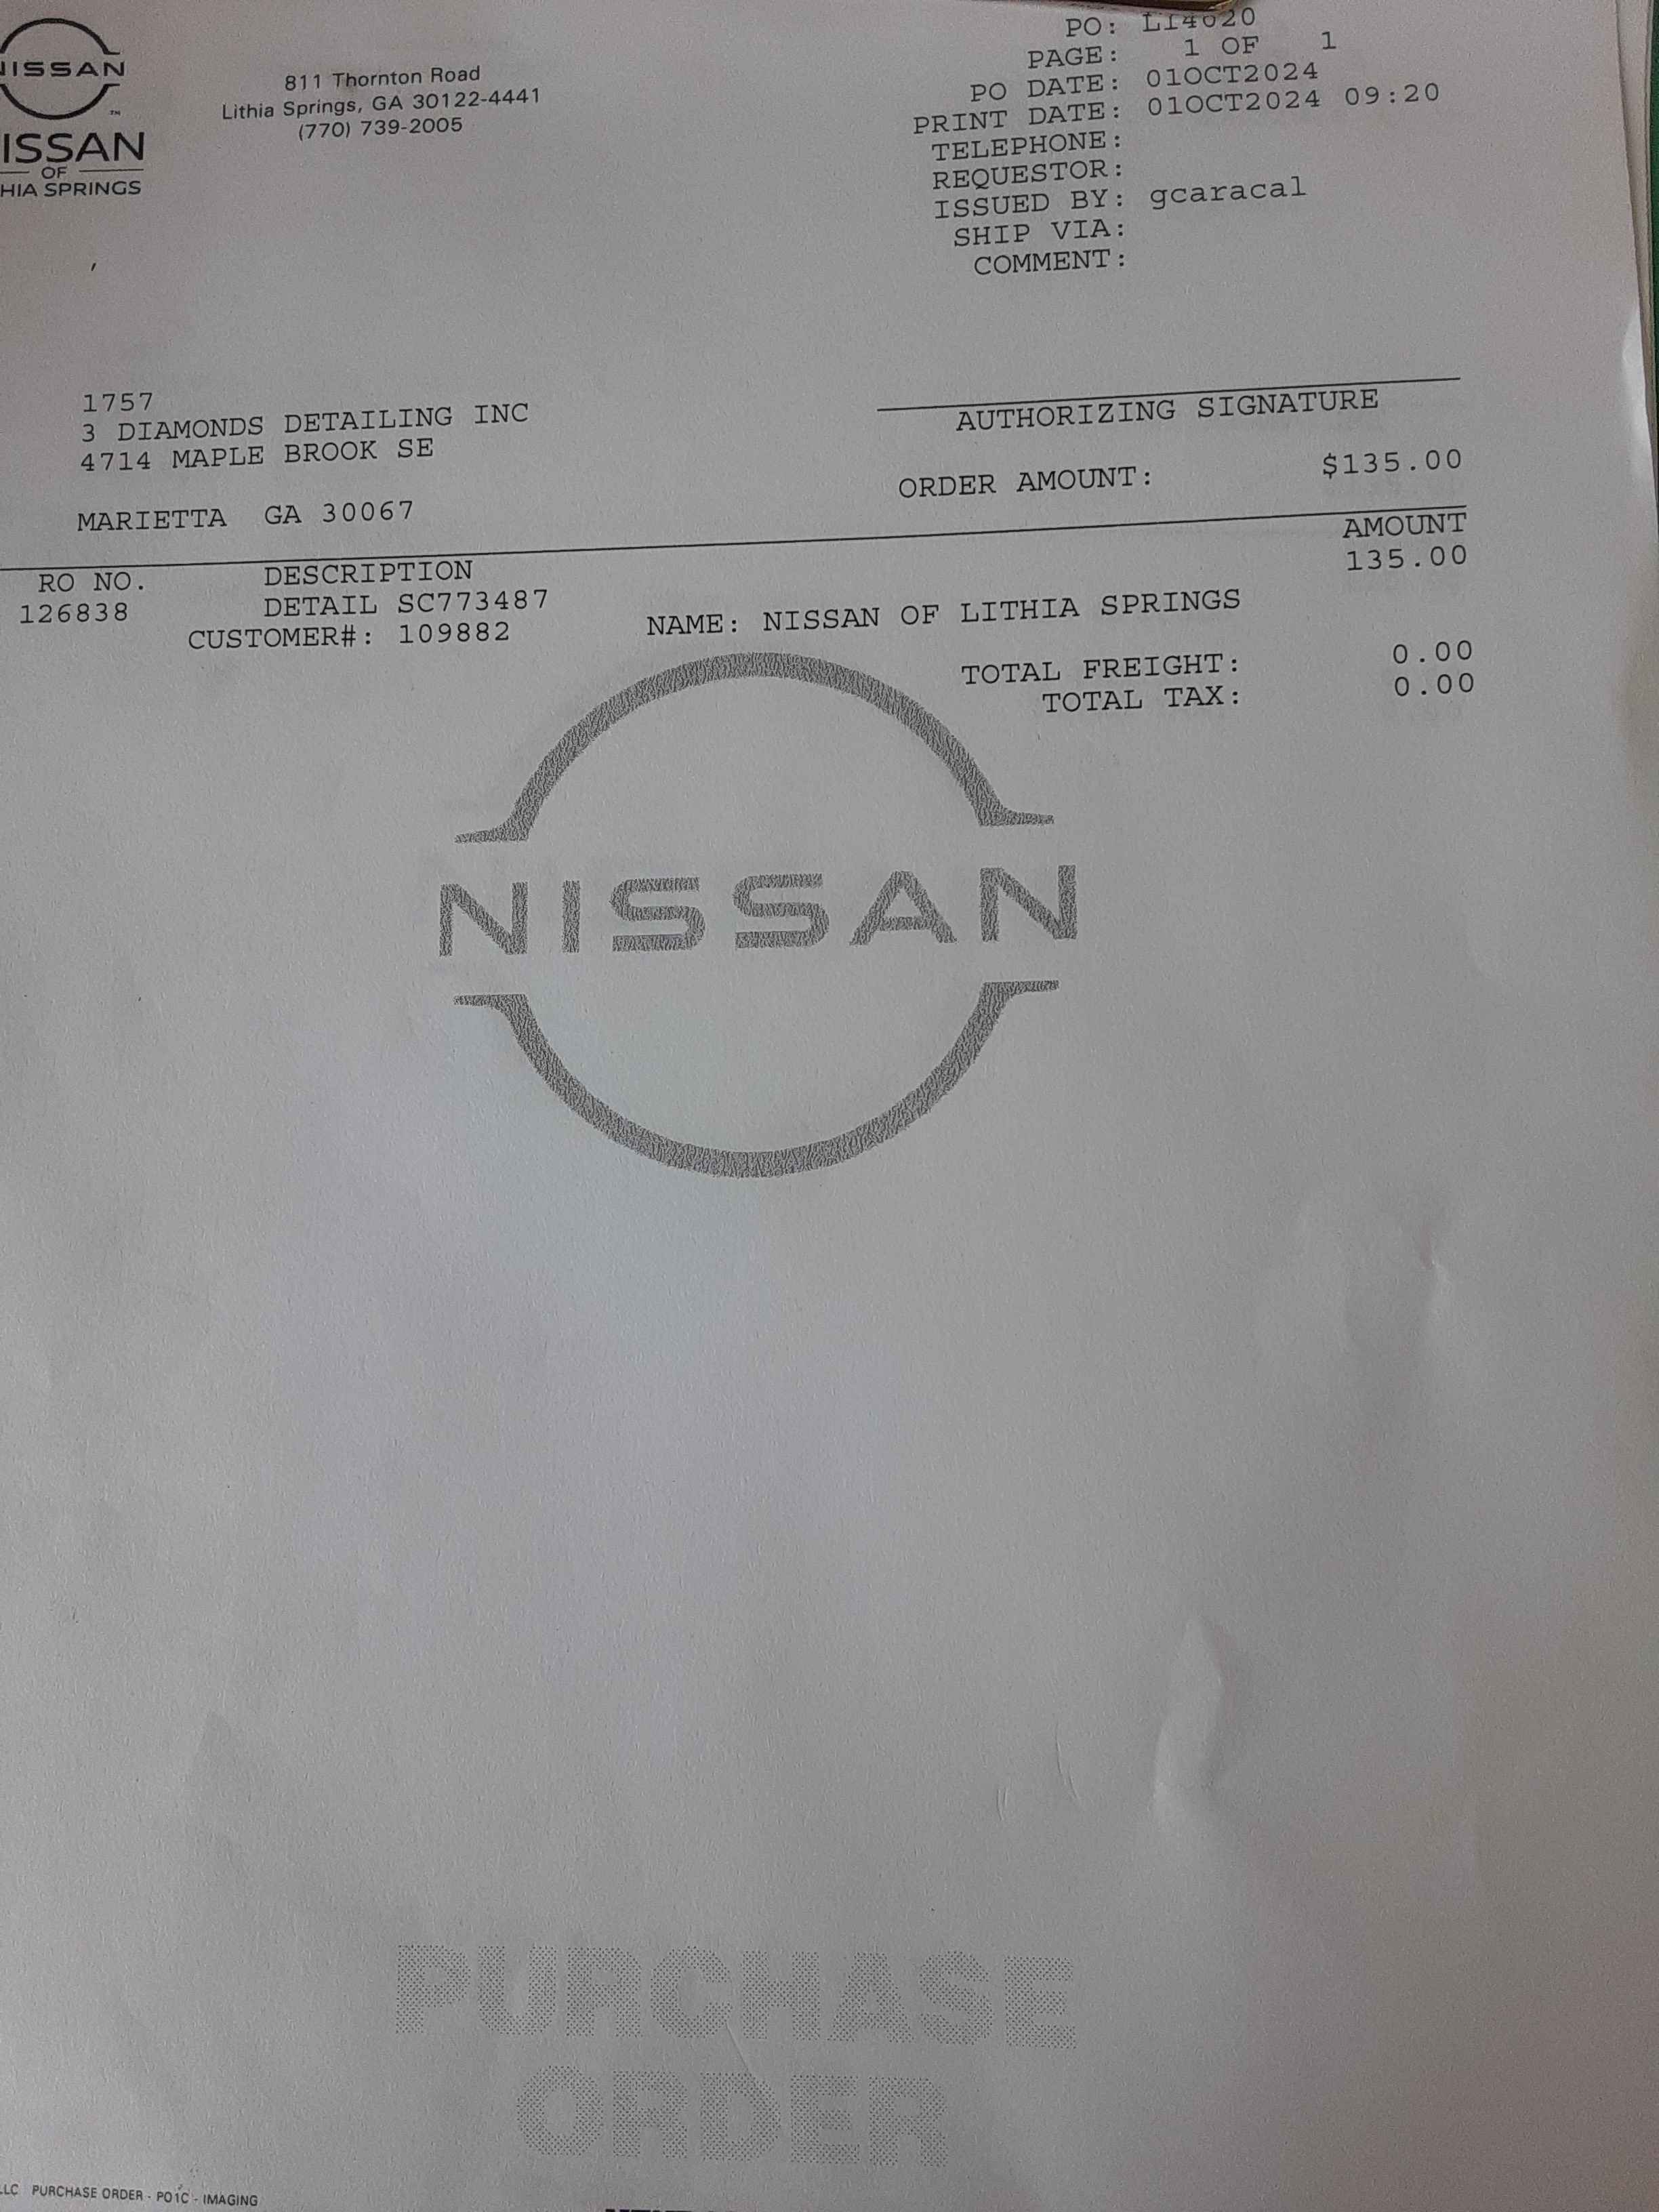 NISSAN
ISSAN
OF
HIA SPRINGS
811 Thornton Road
Lithia Springs, GA 30122-4441
(770) 739-2005
PO: LI4620
PAGE: 1 OF 1
PO DATE: 01OCT2024
PRINT DATE: 01OCT2024 09:20
TELEPHONE:
REQUESTOR:
ISSUED BY: gcaracal
SHIP VIA:
COMMENT:
1757
3 DIAMONDS DETAILING INC
4714 MAPLE BROOK SE
MARIETTA GA 30067
AUTHORIZING SIGNATURE
ORDER AMOUNT: $135.00
RO NO. DESCRIPTION AMOUNT
126838 DETAIL SC773487 135.00
CUSTOMER#: 109882 NAME: NISSAN OF LITHIA SPRINGS
TOTAL FREIGHT: 0.00
TOTAL TAX: 0.00
NISSAN
PURCHASE
ORDER
LLC PURCHASE ORDER - PO1C - IMAGING